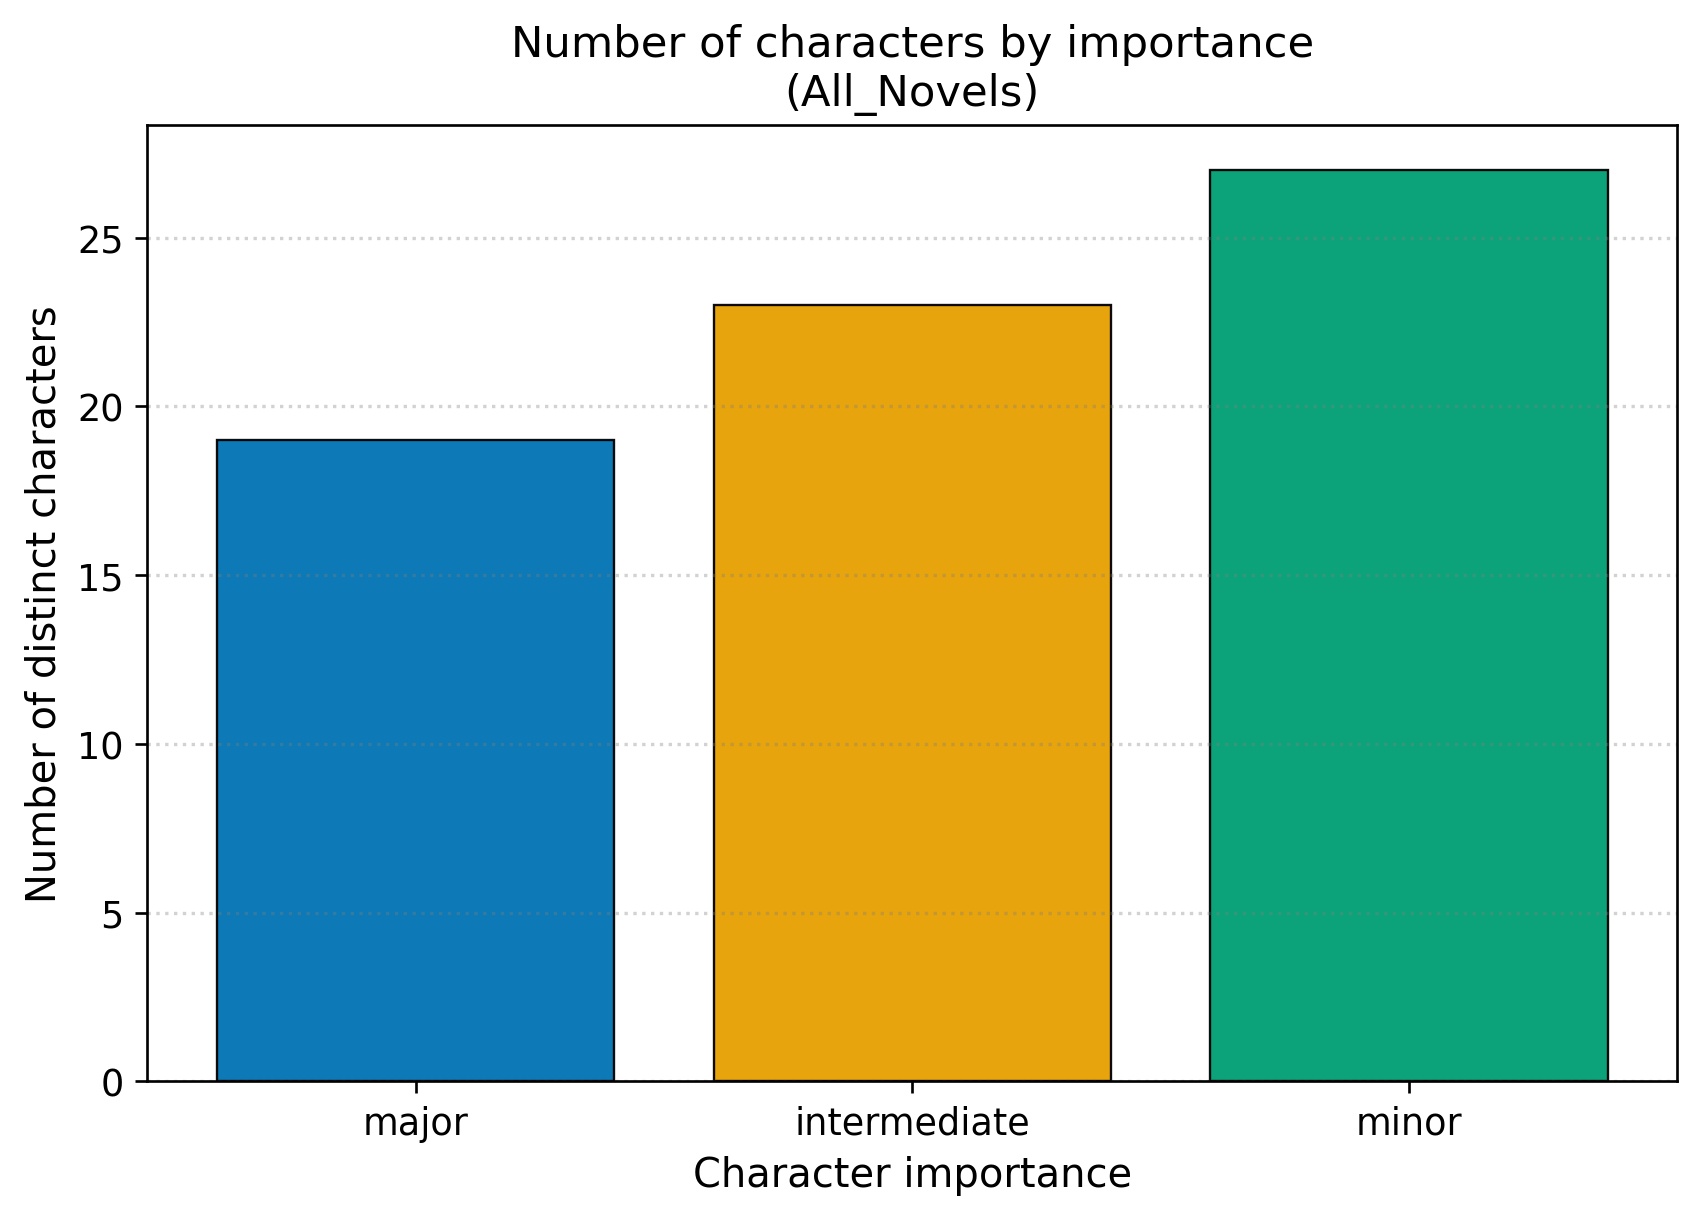 Number of characters by importance
(All_Novels)
Number of distinct characters
25
20
15
10
5
0
major
intermediate
minor
Character importance